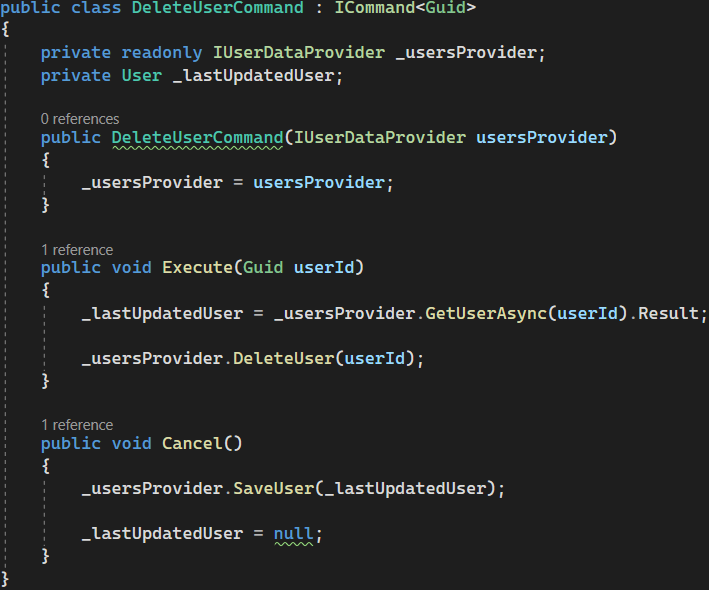 public class DeleteUserCommand : ICommand<Guid>
{
private readonly IUserDataProvider _usersProvider;
private User _lastUpdatedUser;
0 references
public DeleteUserCommand(IUserDataProvider usersProvider)
{
_usersProvider = usersProvider;
}
1 reference
public void Execute(Guid userId)
{
_lastUpdatedUser = _usersProvider.GetUserAsync(userId).Result;
_usersProvider.DeleteUser(userId);
}
1 reference
public void Cancel()
{
_usersProvider.SaveUser(_lastUpdatedUser);
_lastUpdatedUser = null;
}
}